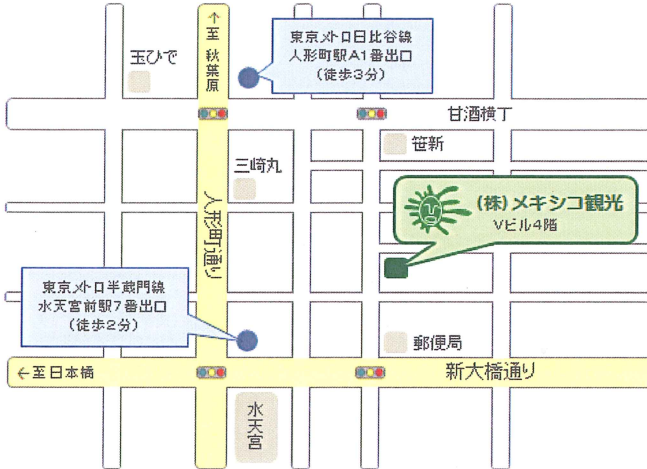 ↑至 秋葉原
東京メトロ日比谷線
人形町駅A1番出口
(徒歩3分)
玉ひで
甘酒横丁
笹新
三崎丸
(株)メキシコ観光
Vビル4階
人形町通り
東京メトロ半蔵門線
水天宮前駅7番出口
(徒歩2分)
郵便局
←至日本橋
新大橋通り
水天宮